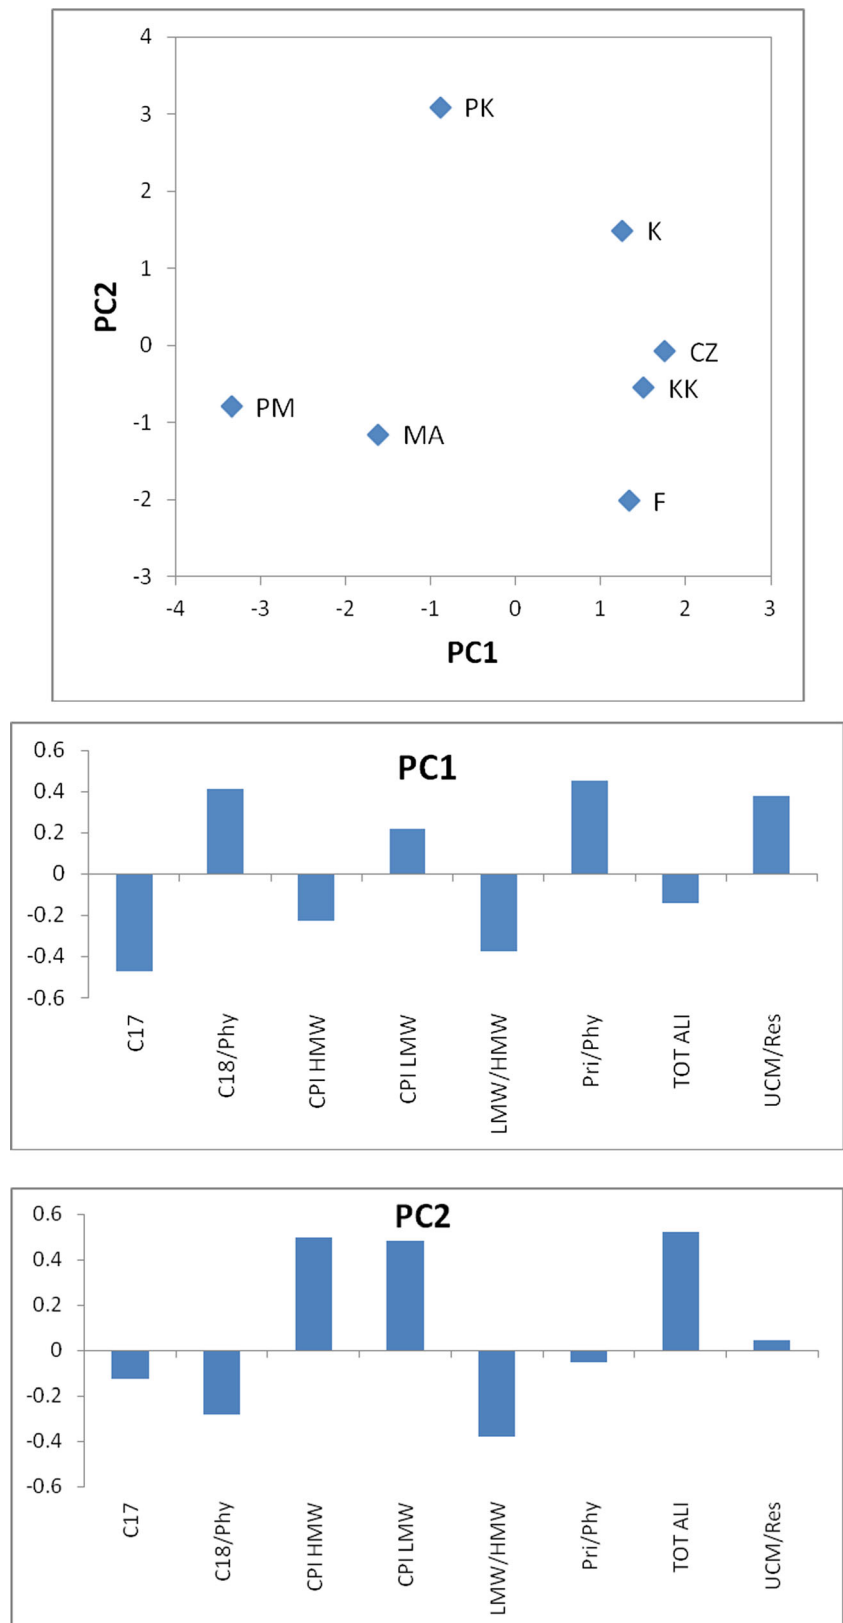 4
3
2
1
0
-1
-2
-3
PC2
PK
K
CZ
KK
PM
MA
F
-4 -3 -2 -1 0 1 2 3
PC1
PC1
0.6
0.4
0.2
0
-0.2
-0.4
-0.6
C17
C18/Phy
CPI HMW
CPI LMW
LMW/HMW
Pri/Phy
TOT ALI
UCM/Res
PC2
0.6
0.4
0.2
0
-0.2
-0.4
-0.6
C17
C18/Phy
CPI HMW
CPI LMW
LMW/HMW
Pri/Phy
TOT ALI
UCM/Res